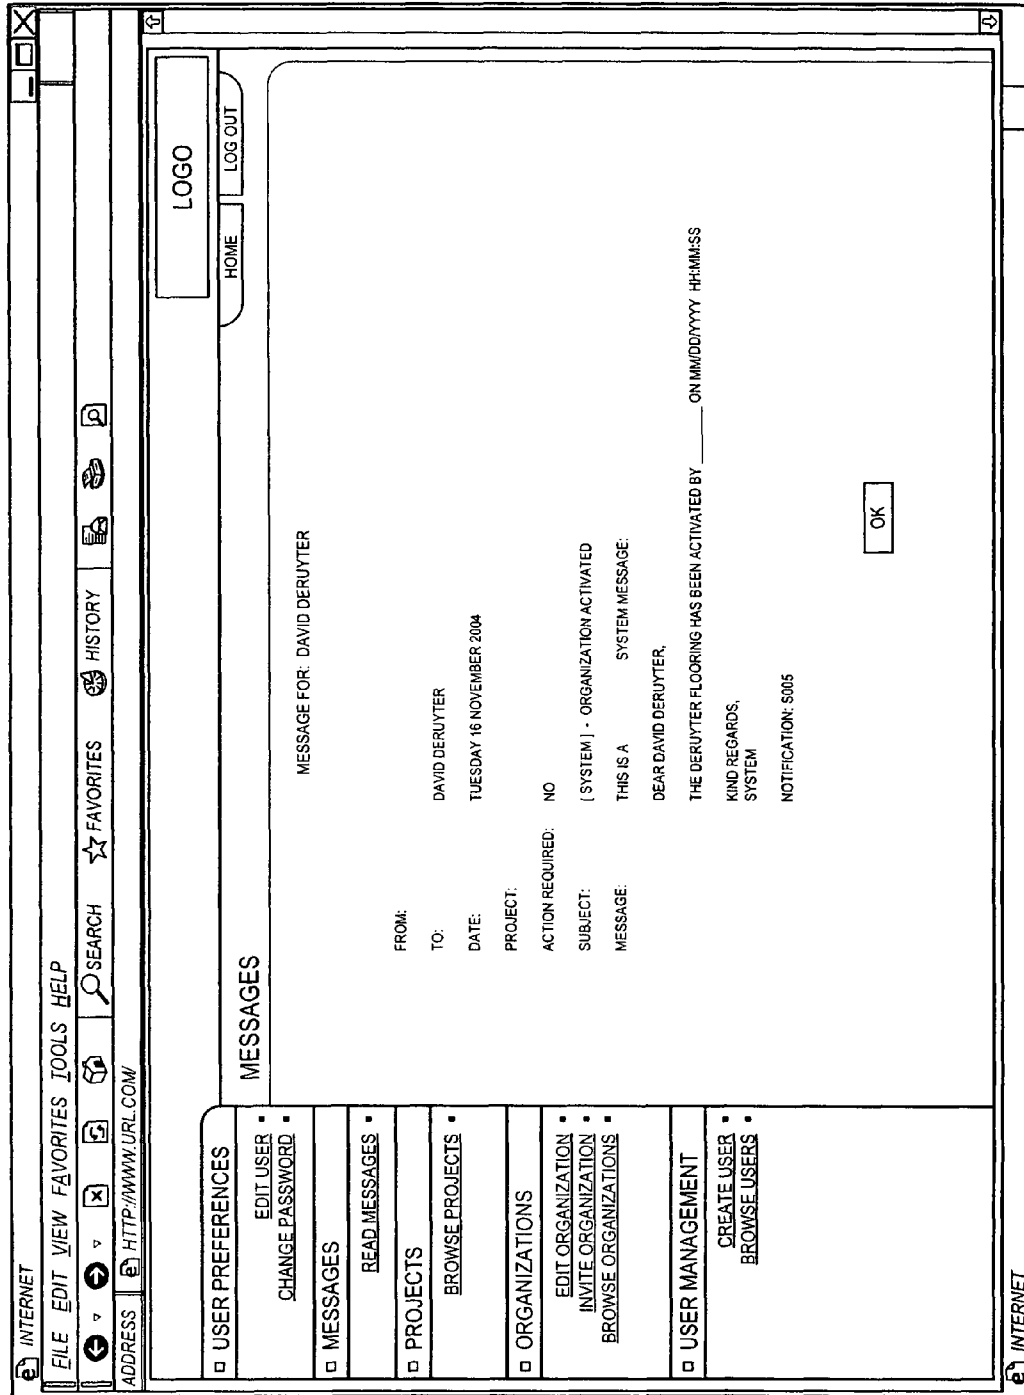 INTERNET
FILE EDIT VIEW FAVORITES TOOLS HELP
SEARCH FAVORITES HISTORY
ADDRESS HTTP://WWW.URL.COM/
LOGO
HOME LOG OUT
USER PREFERENCES
EDIT USER
CHANGE PASSWORD
MESSAGES
READ MESSAGES
PROJECTS
BROWSE PROJECTS
ORGANIZATIONS
EDIT ORGANIZATION
INVITE ORGANIZATION
BROWSE ORGANIZATIONS
USER MANAGEMENT
CREATE USER
BROWSE USERS
MESSAGES
MESSAGE FOR: DAVID DERUYTER
FROM:
TO: DAVID DERUYTER
DATE: TUESDAY 16 NOVEMBER 2004
PROJECT:
ACTION REQUIRED: NO
SUBJECT: [ SYSTEM ] - ORGANIZATION ACTIVATED
MESSAGE: THIS IS A SYSTEM MESSAGE:
DEAR DAVID DERUYTER,
THE DERUYTER FLOORING HAS BEEN ACTIVATED BY ______ ON MM/DD/YYYY HH:MM:SS
KIND REGARDS,
SYSTEM
NOTIFICATION: S005
OK
INTERNET